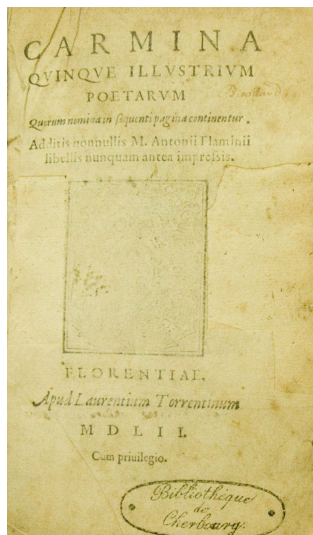 CARMINA
QVINQVE ILLVSTRIVM
POETARVM
Quorum nomina in sequenti pagina continentur.
Additis nonnullis M. Antonii Flaminii
libellis nunquam antea impressis.
FLORENTIAE.
Apud Laurentium Torrentinum
MDLII.
Cum priuilegio.
Bibliothéque
de
Cherbourg.